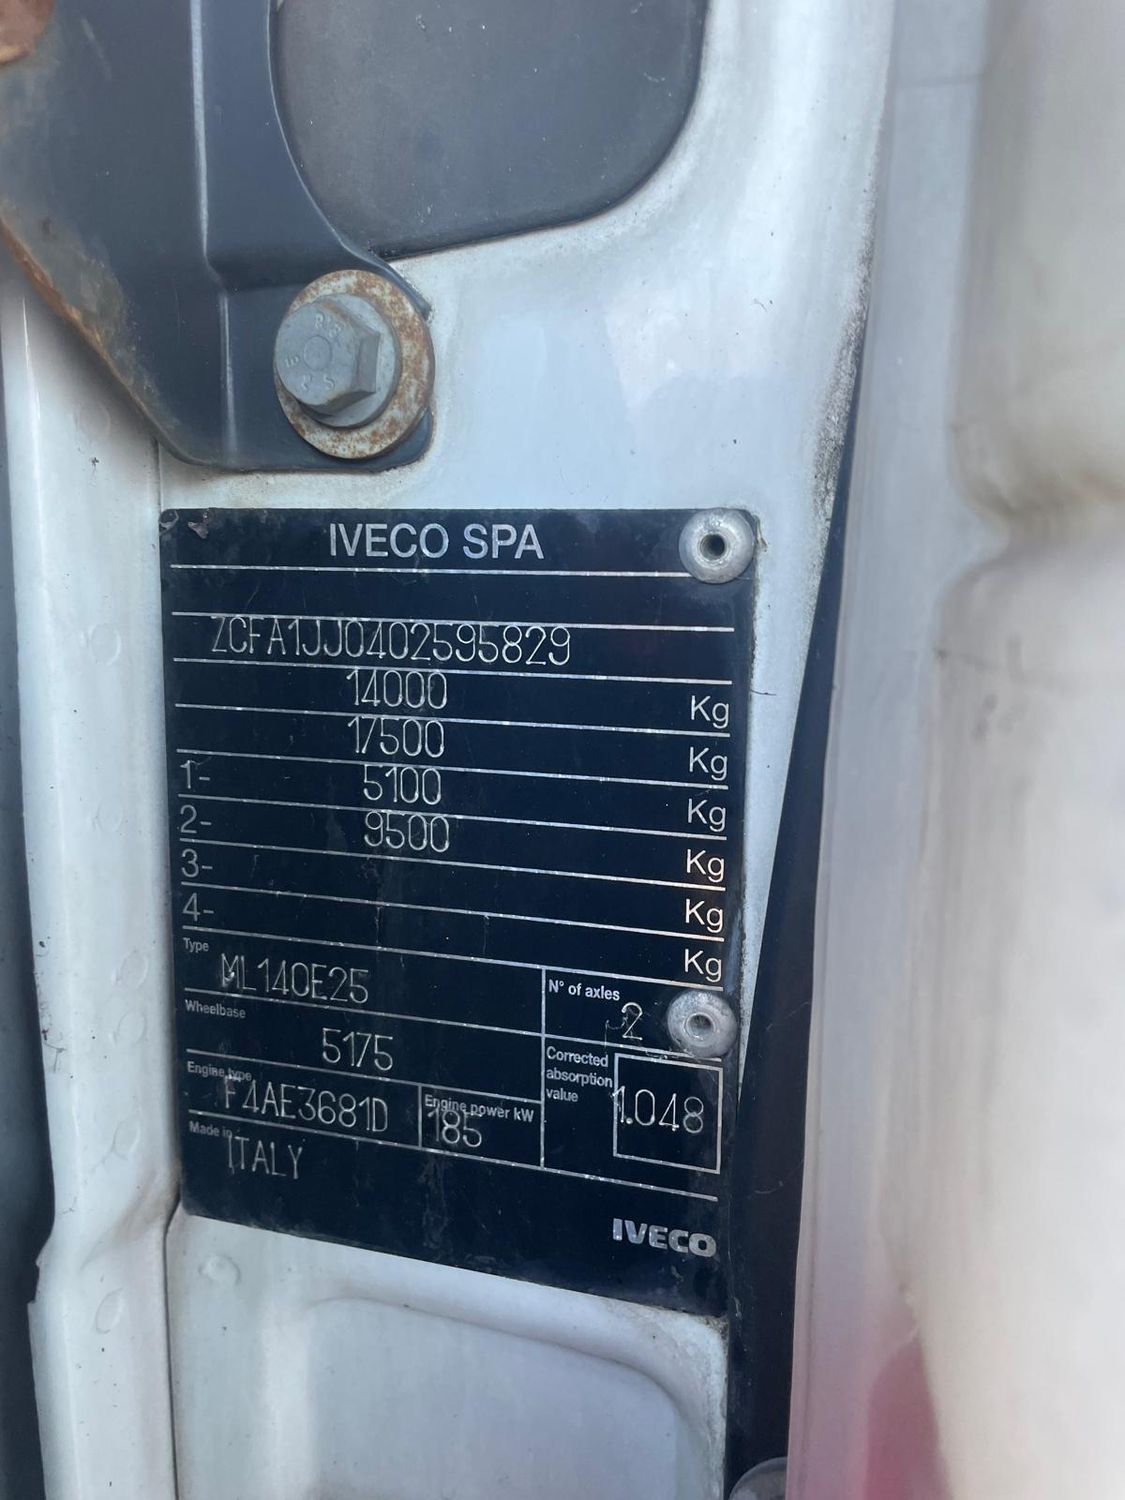 IVECO SPA
ZCFA1JJ0402595829
14000 Kg
17500 Kg
1- 5100 Kg
2- 9500 Kg
3- Kg
4- Kg
Type
ML140E25
N° of axles
2
Wheelbase
5175
Corrected
absorption
value
1.048
Engine type
F4AE3681D
Engine power kW
185
Made in
ITALY
IVECO